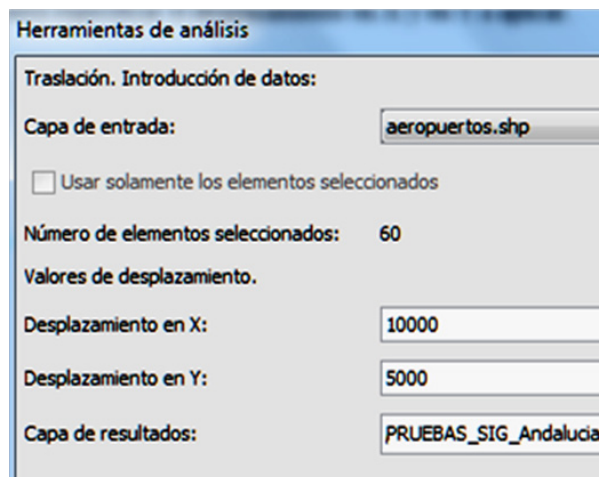 Herramientas de análisis
Traslación. Introducción de datos:
Capa de entrada: aeropuertos.shp
Usar solamente los elementos seleccionados
Número de elementos seleccionados: 60
Valores de desplazamiento.
Desplazamiento en X: 10000
Desplazamiento en Y: 5000
Capa de resultados: PRUEBAS_SIG_Andalucia